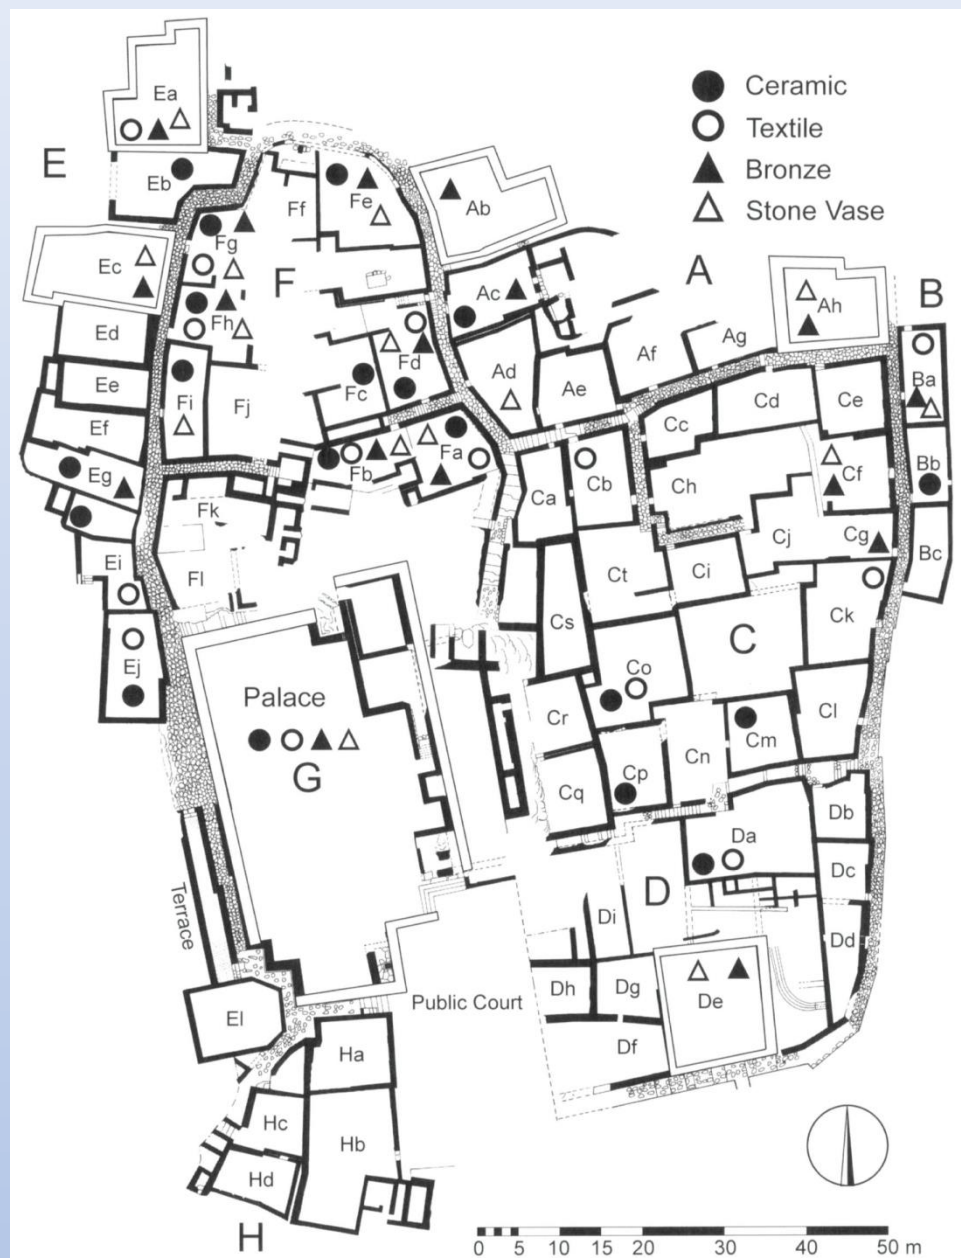 Ceramic
Textile
Bronze
Stone Vase
Ea
E
Eb
Ff
Fe
Ab
Fg
Ec
F
A
Ac
Ah
B
Fh
Ed
Fd
Ad
Ae
Af
Ag
Ba
Ee
Fi
Fj
Fc
Cc
Cd
Ce
Ef
Fa
Eg
Fb
Ca
Cb
Ch
Cf
Bb
Fk
Cj
Cg
Bc
Ei
Fl
Ct
Ci
Ck
Ej
Cs
C
Palace
Co
G
Cr
Cl
Cm
Cn
Cq
Cp
Db
Da
Dc
Terrace
D
Di
Dd
Dh
Dg
De
El
Public Court
Df
Ha
Hc
Hb
Hd
H
0 5 10 15 20 30 40 50 m